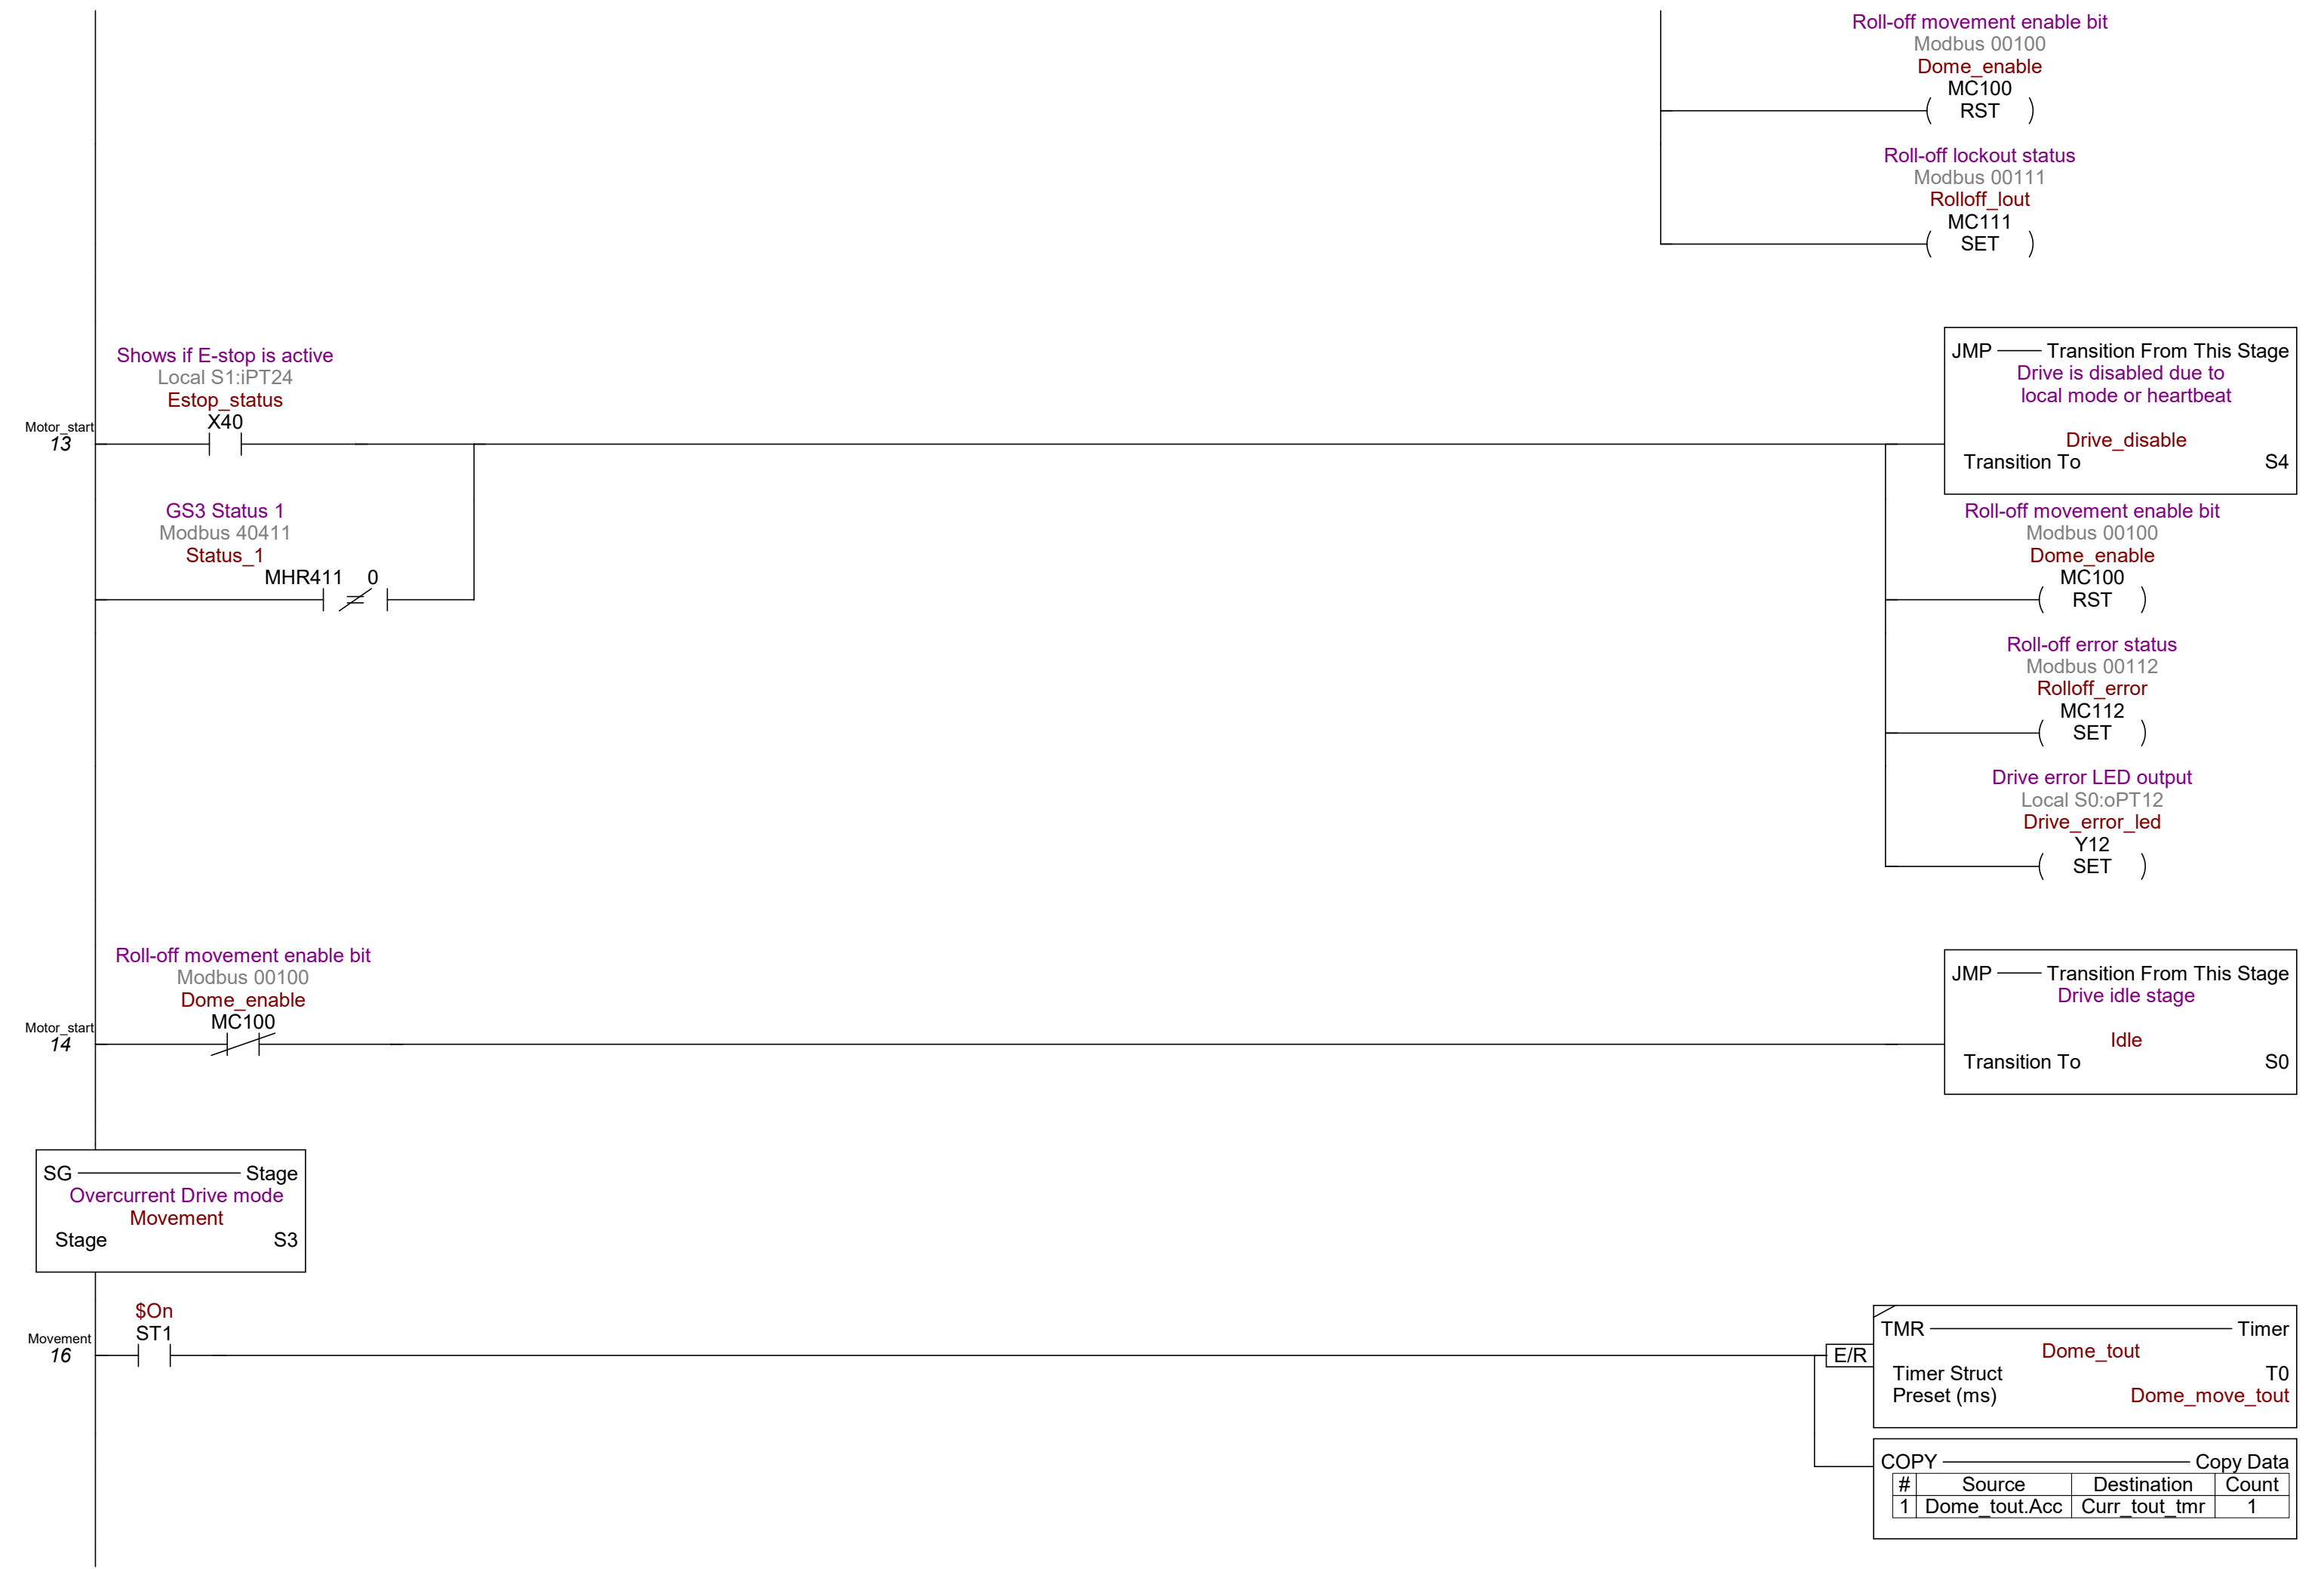 Roll-off movement enable bit
Modbus 00100
Dome_enable
MC100
RST
Roll-off lockout status
Modbus 00111
Rolloff_lout
MC111
SET
Motor_start
13
Shows if E-stop is active
Local S1:iPT24
Estop_status
X40
GS3 Status 1
Modbus 40411
Status_1
MHR411 0
≠
JMP Transition From This Stage
Drive is disabled due to
local mode or heartbeat
Drive_disable
Transition To S4
Roll-off movement enable bit
Modbus 00100
Dome_enable
MC100
RST
Roll-off error status
Modbus 00112
Rolloff_error
MC112
SET
Drive error LED output
Local S0:oPT12
Drive_error_led
Y12
SET
Motor_start
14
Roll-off movement enable bit
Modbus 00100
Dome_enable
MC100
JMP Transition From This Stage
Drive idle stage
Idle
Transition To S0
SG Stage
Overcurrent Drive mode
Movement
Stage S3
Movement
16
$On
ST1
E/R
TMR Timer
Dome_tout
Timer Struct T0
Preset (ms) Dome_move_tout
COPY Copy Data
# Source Destination Count
1 Dome_tout.Acc Curr_tout_tmr 1